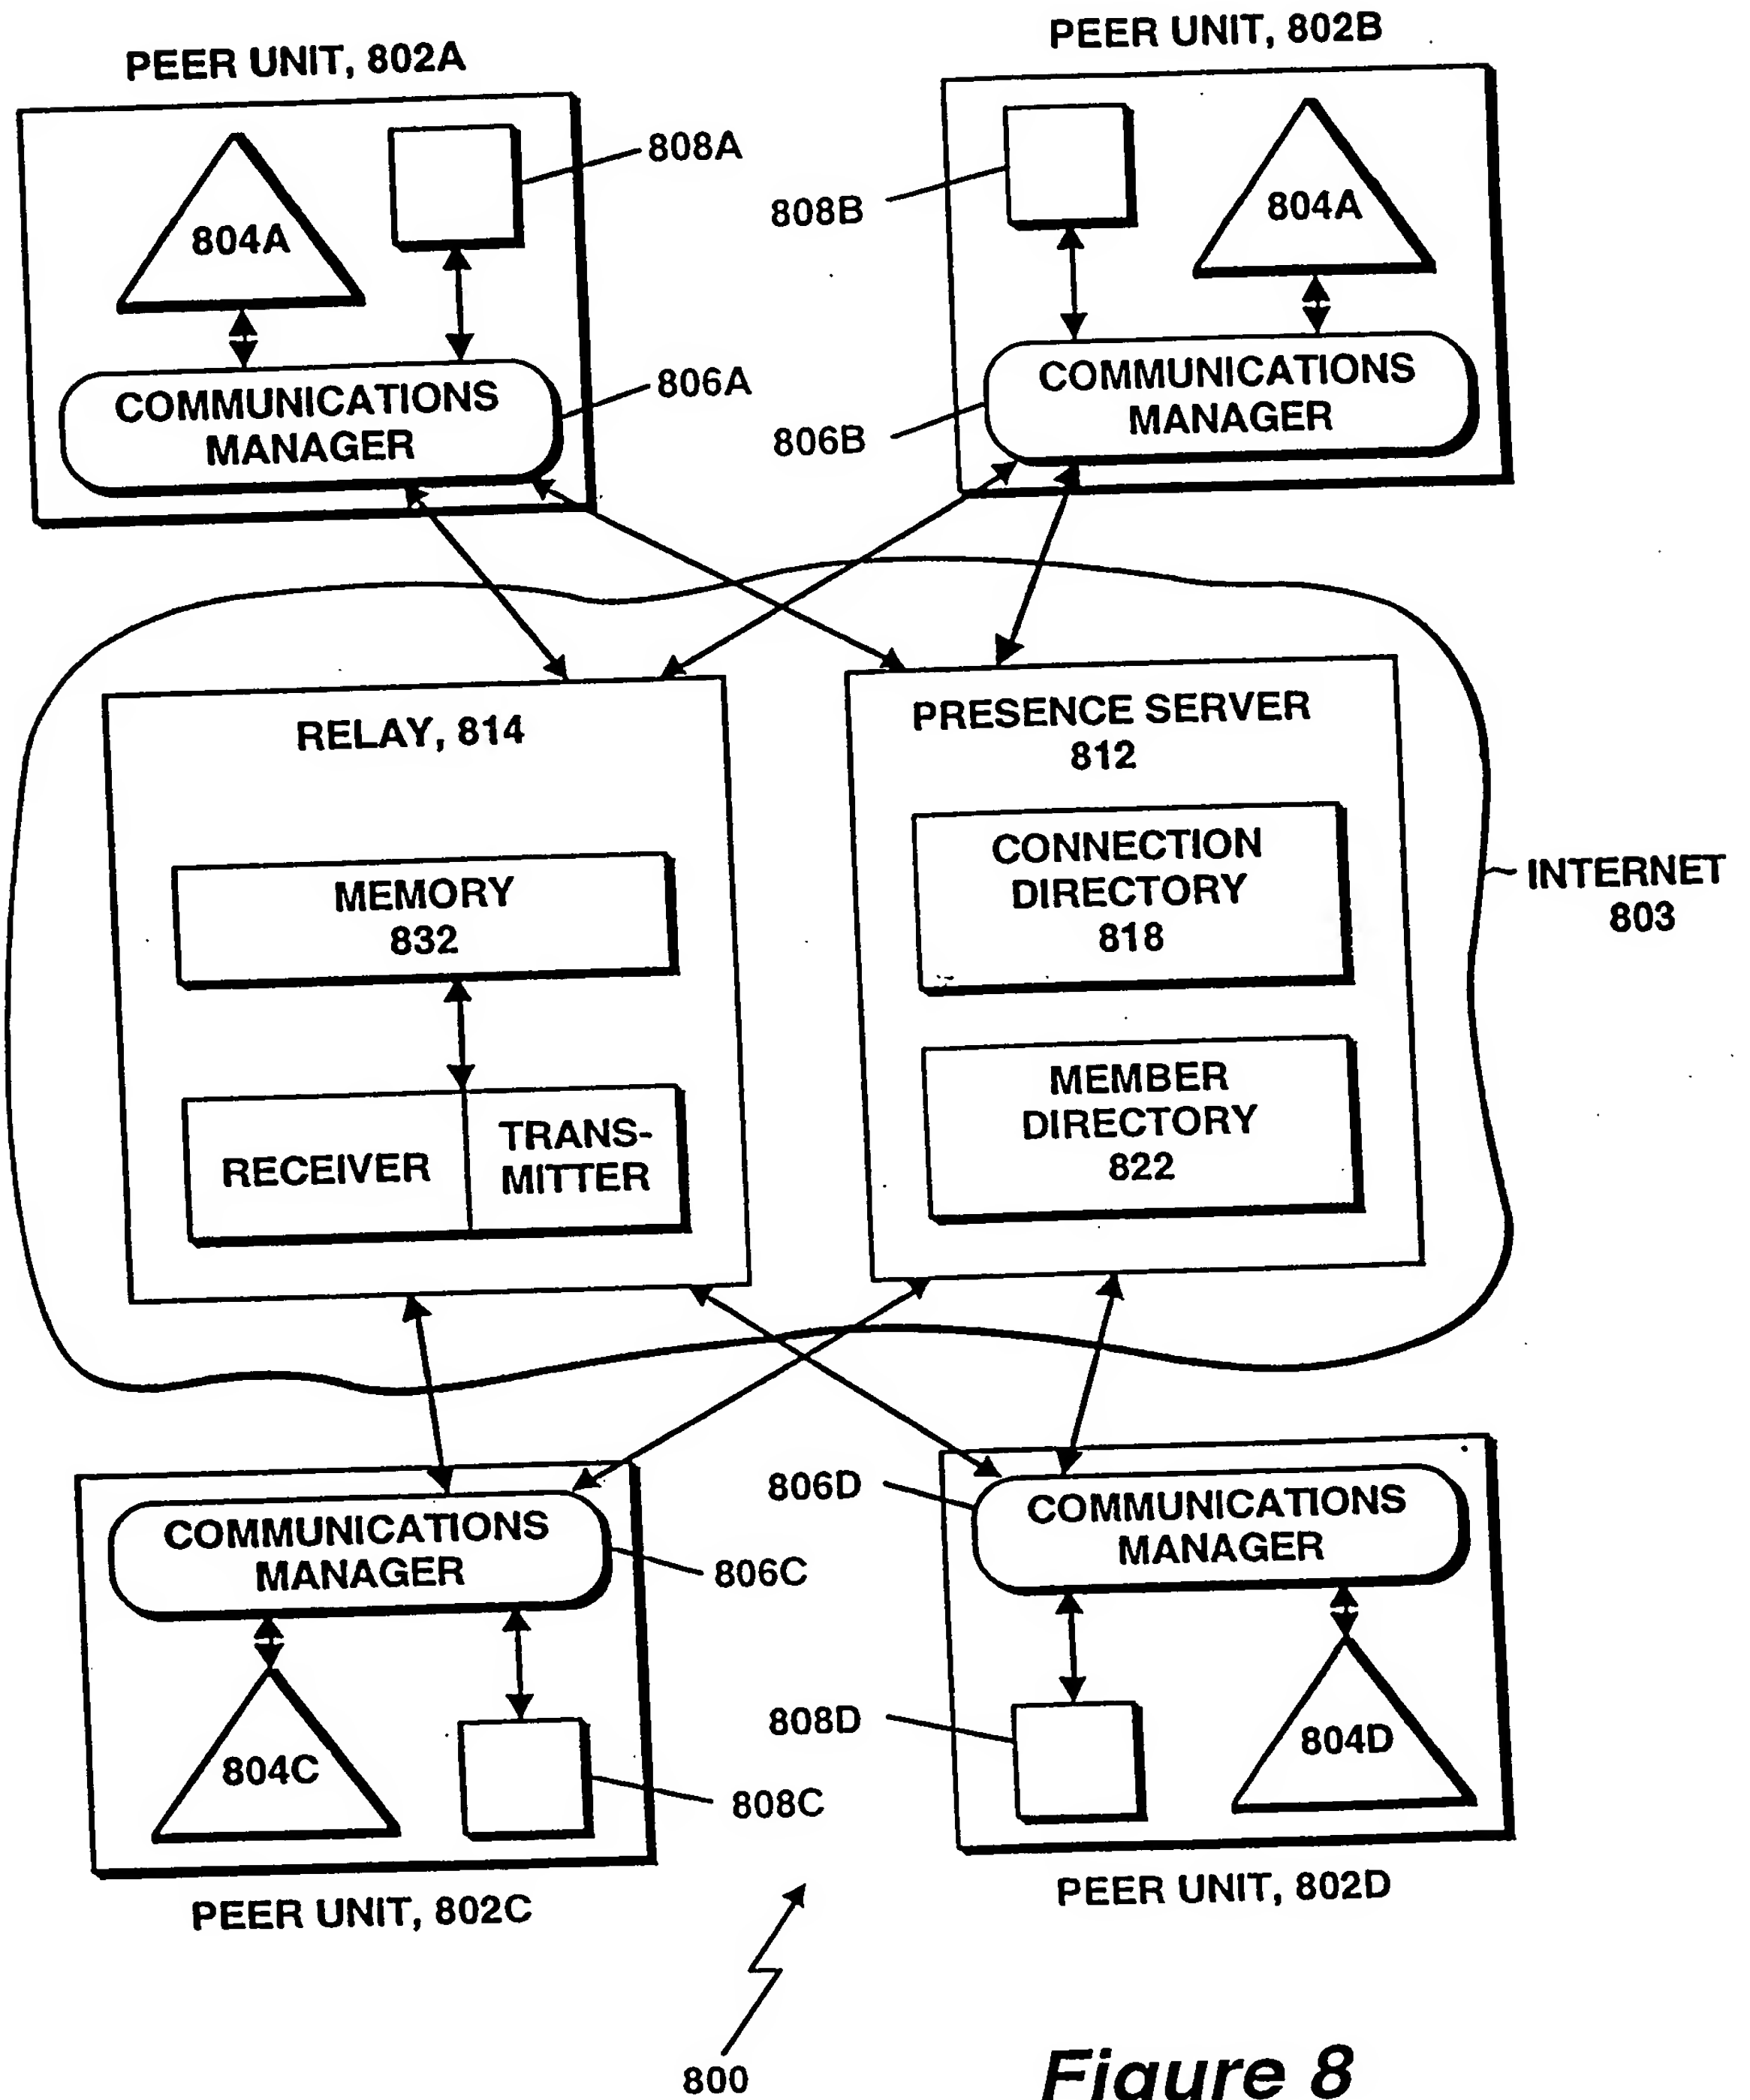 PEER UNIT, 802A
PEER UNIT, 802B
804A
808A
808B
804A
COMMUNICATIONS
MANAGER
806A
COMMUNICATIONS
MANAGER
806B
RELAY, 814
MEMORY
832
RECEIVER
TRANS-
MITTER
PRESENCE SERVER
812
CONNECTION
DIRECTORY
818
MEMBER
DIRECTORY
822
INTERNET
803
COMMUNICATIONS
MANAGER
806C
804C
808C
PEER UNIT, 802C
806D
COMMUNICATIONS
MANAGER
808D
804D
PEER UNIT, 802D
800
Figure 8